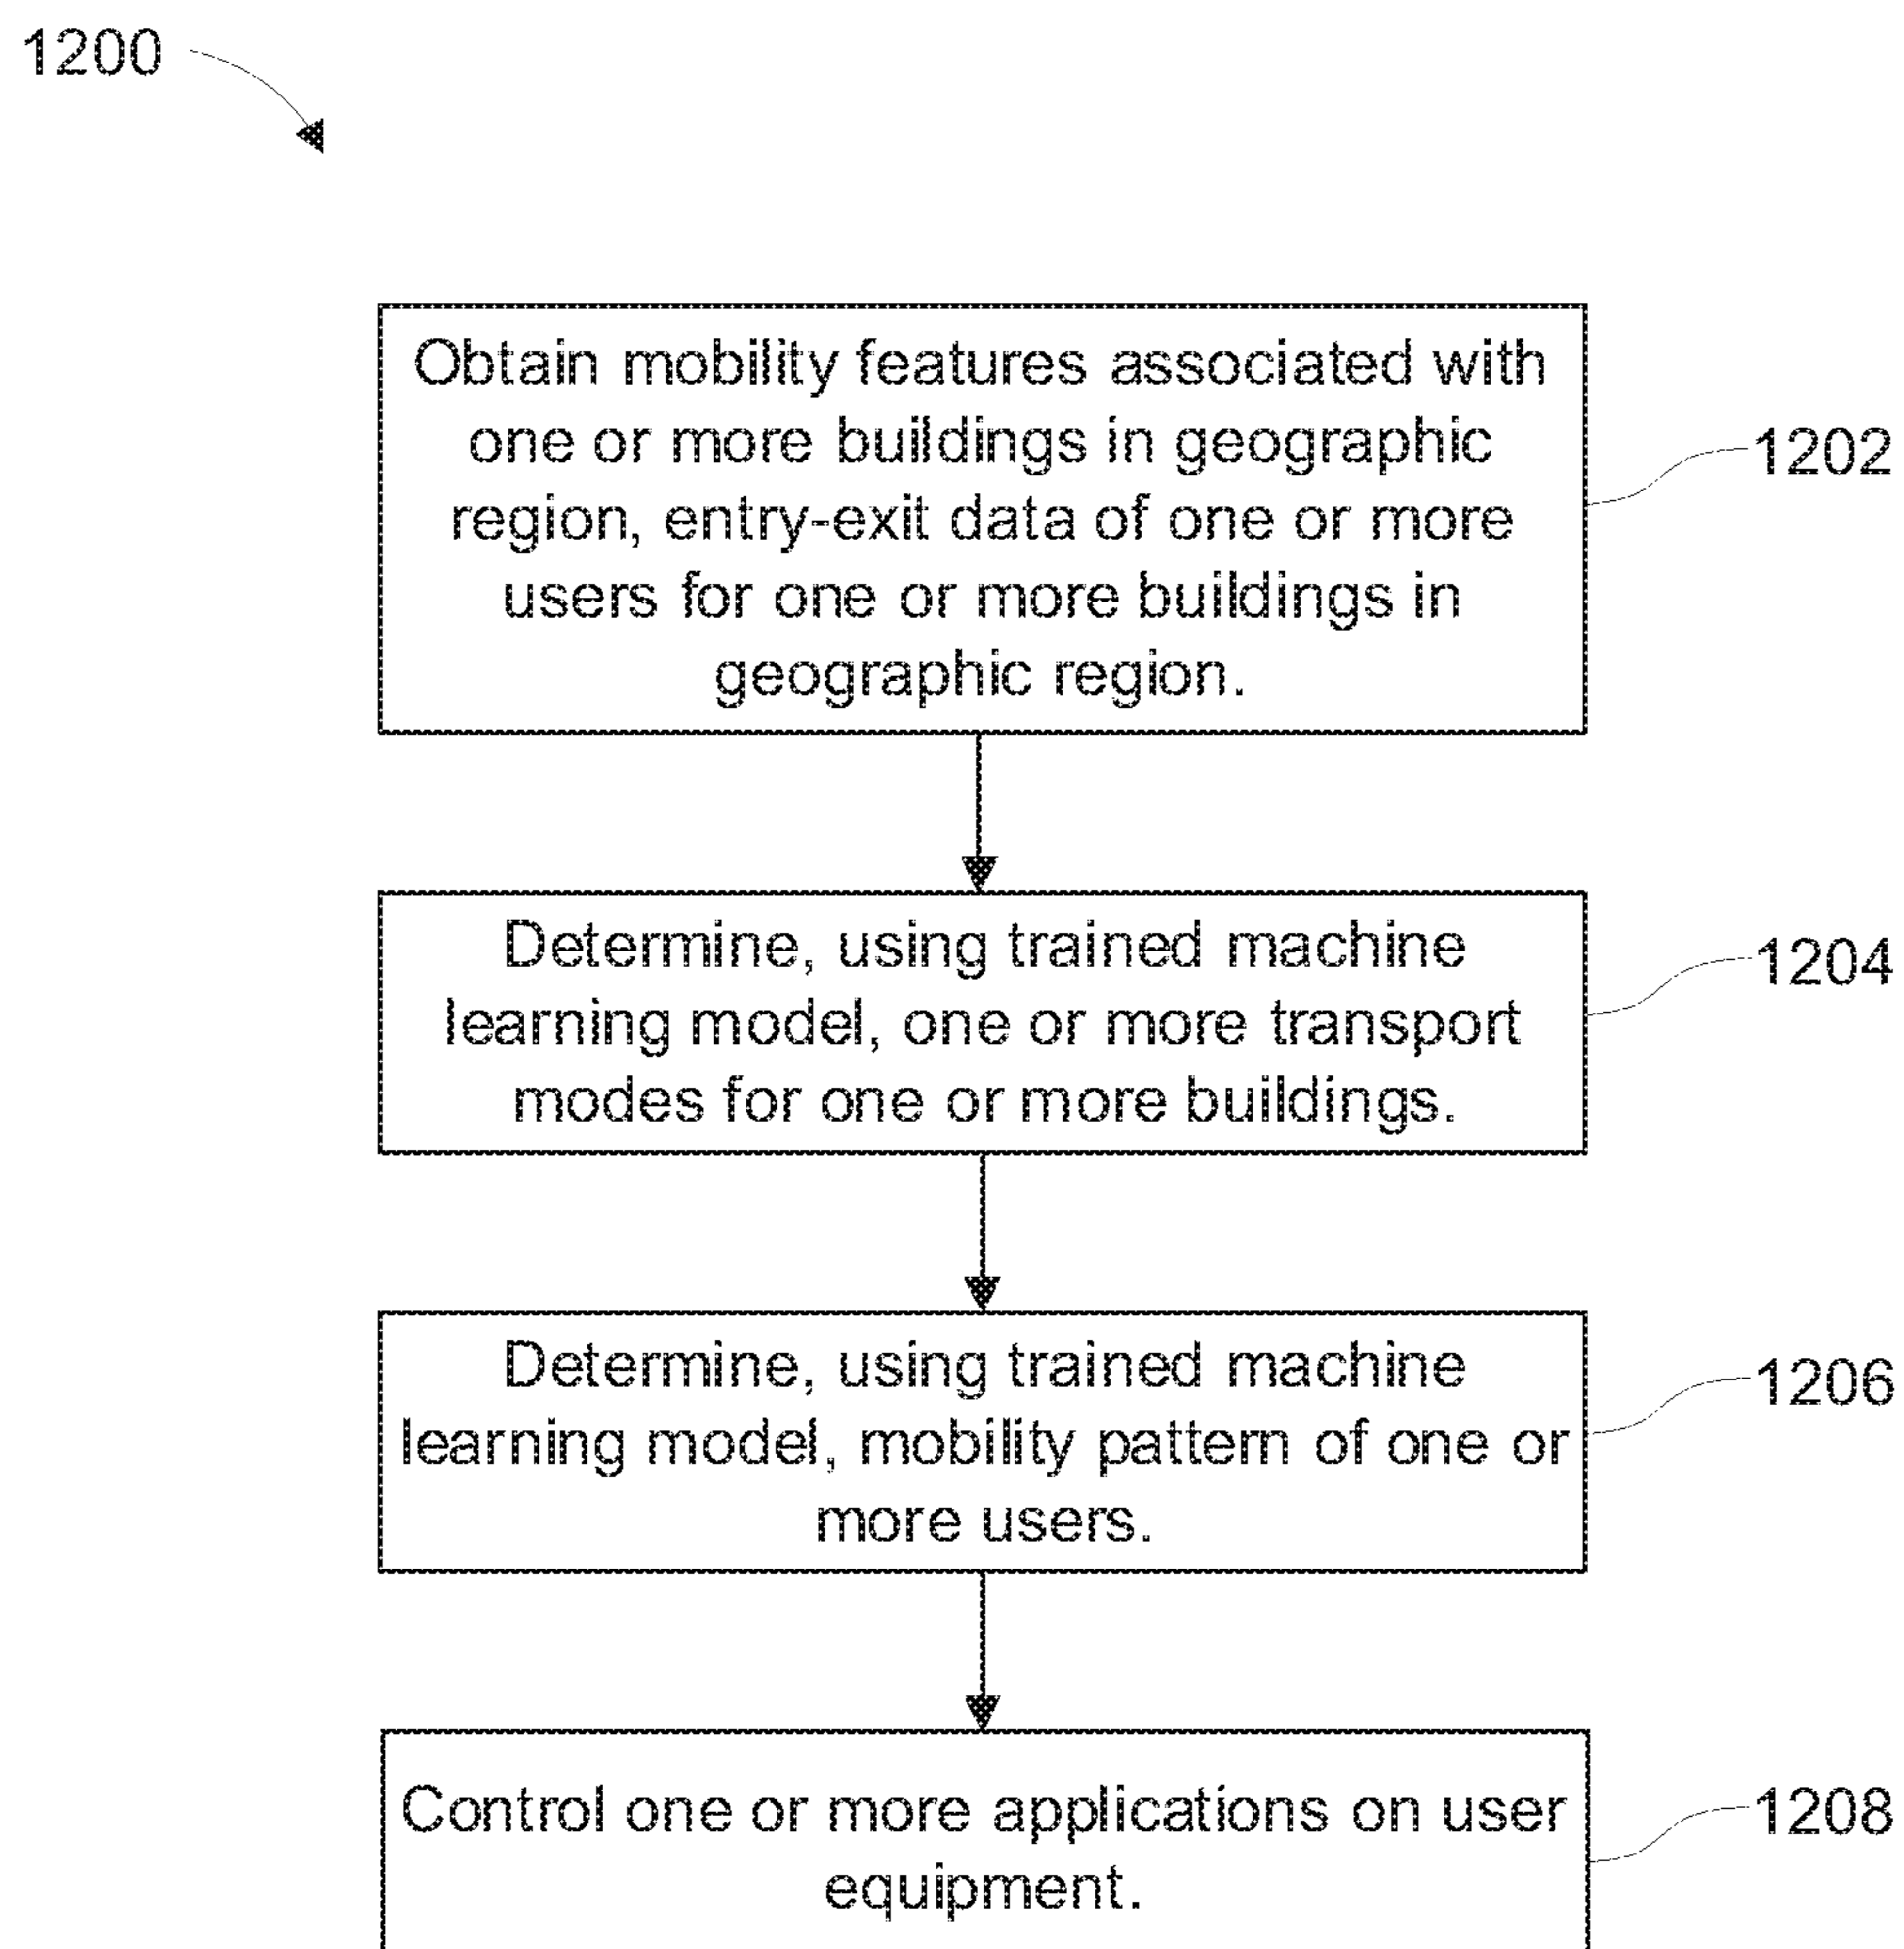 1200
Obtain mobility features associated with
one or more buildings in geographic
region, entry-exit data of one or more
users for one or more buildings in
geographic region.
1202
Determine, using trained machine
learning model, one or more transport
modes for one or more buildings.
1204
Determine, using trained machine
learning model, mobility pattern of one or
more users.
1206
Control one or more applications on user
equipment.
1208